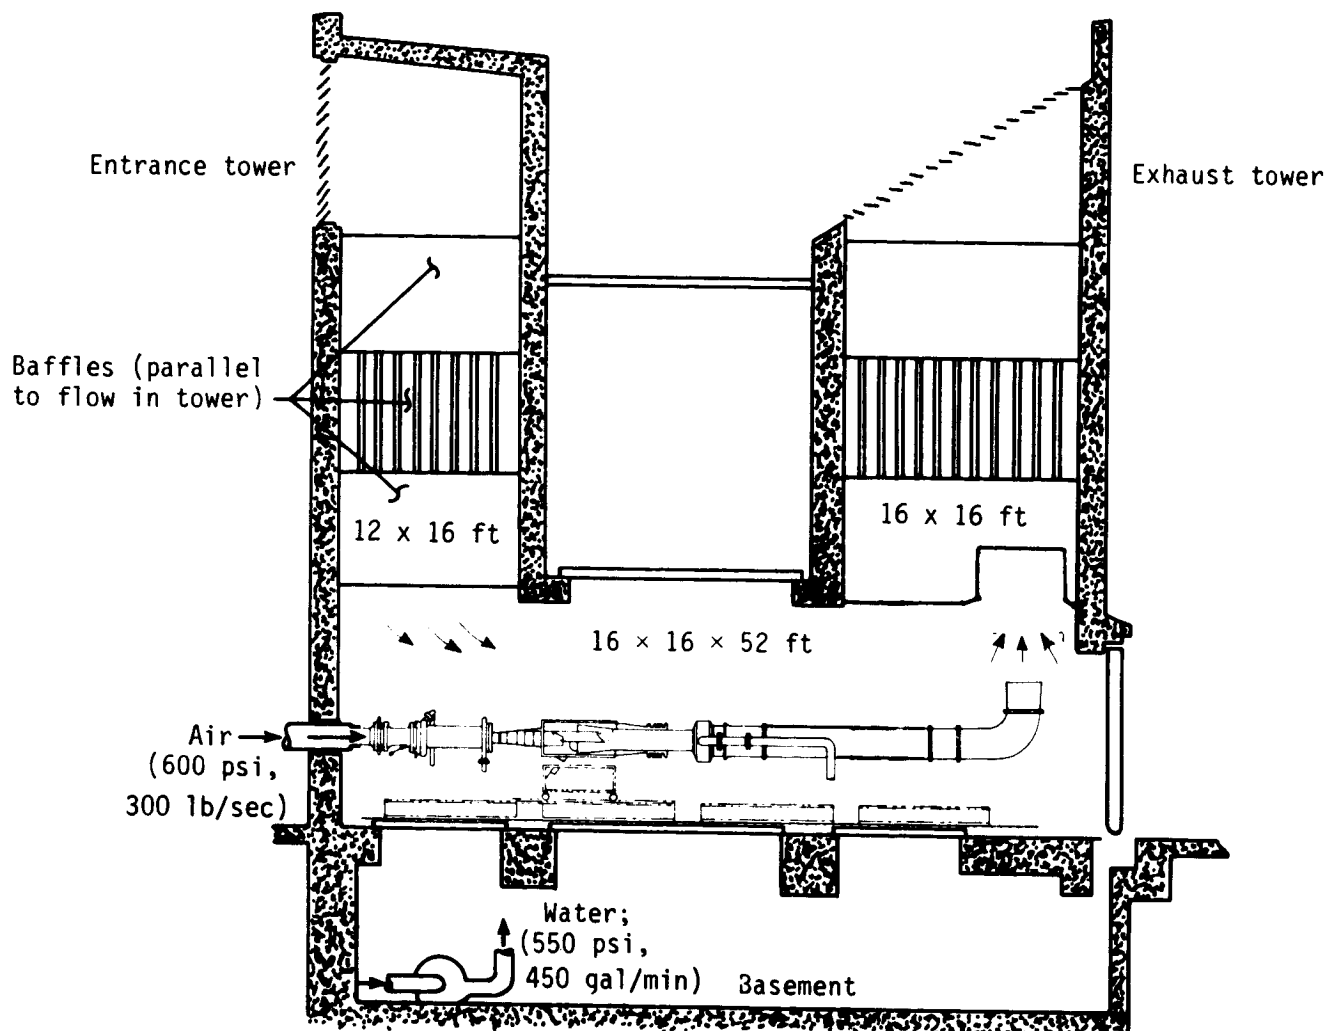 Entrance tower
Exhaust tower
Baffles (parallel
to flow in tower)
12 x 16 ft
16 x 16 ft
16 × 16 × 52 ft
Air
(600 psi,
300 lb/sec)
Water;
(550 psi,
450 gal/min)
Basement